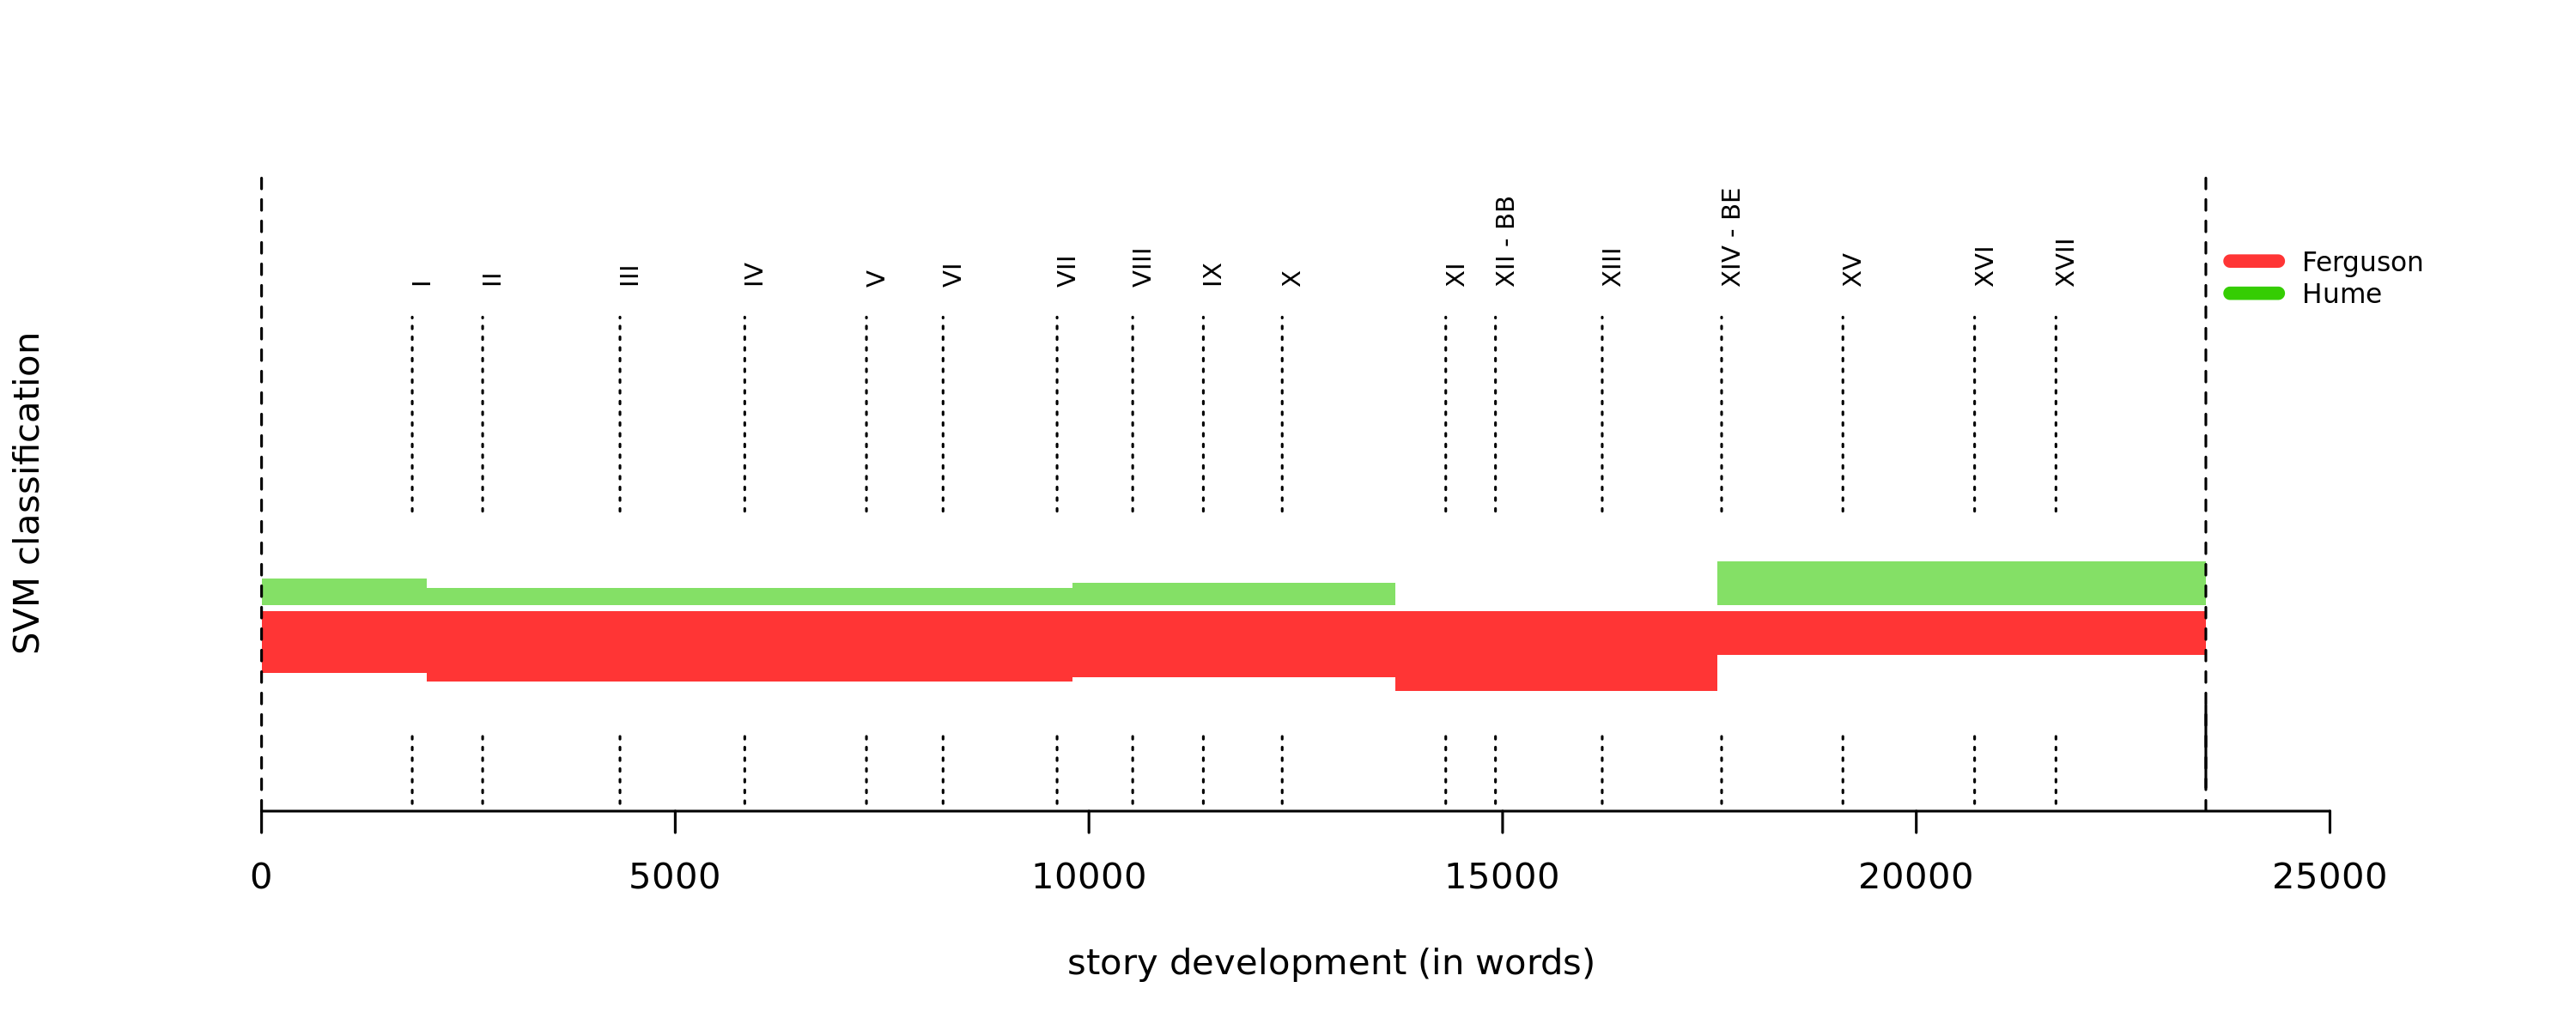 I
II
III
IV
V
VI
VII
VIII
IX
X
XI
XII - BB
XIII
XIV - BE
XV
XVI
XVII
Ferguson
Hume
SVM classification
0
5000
10000
15000
20000
25000
story development (in words)